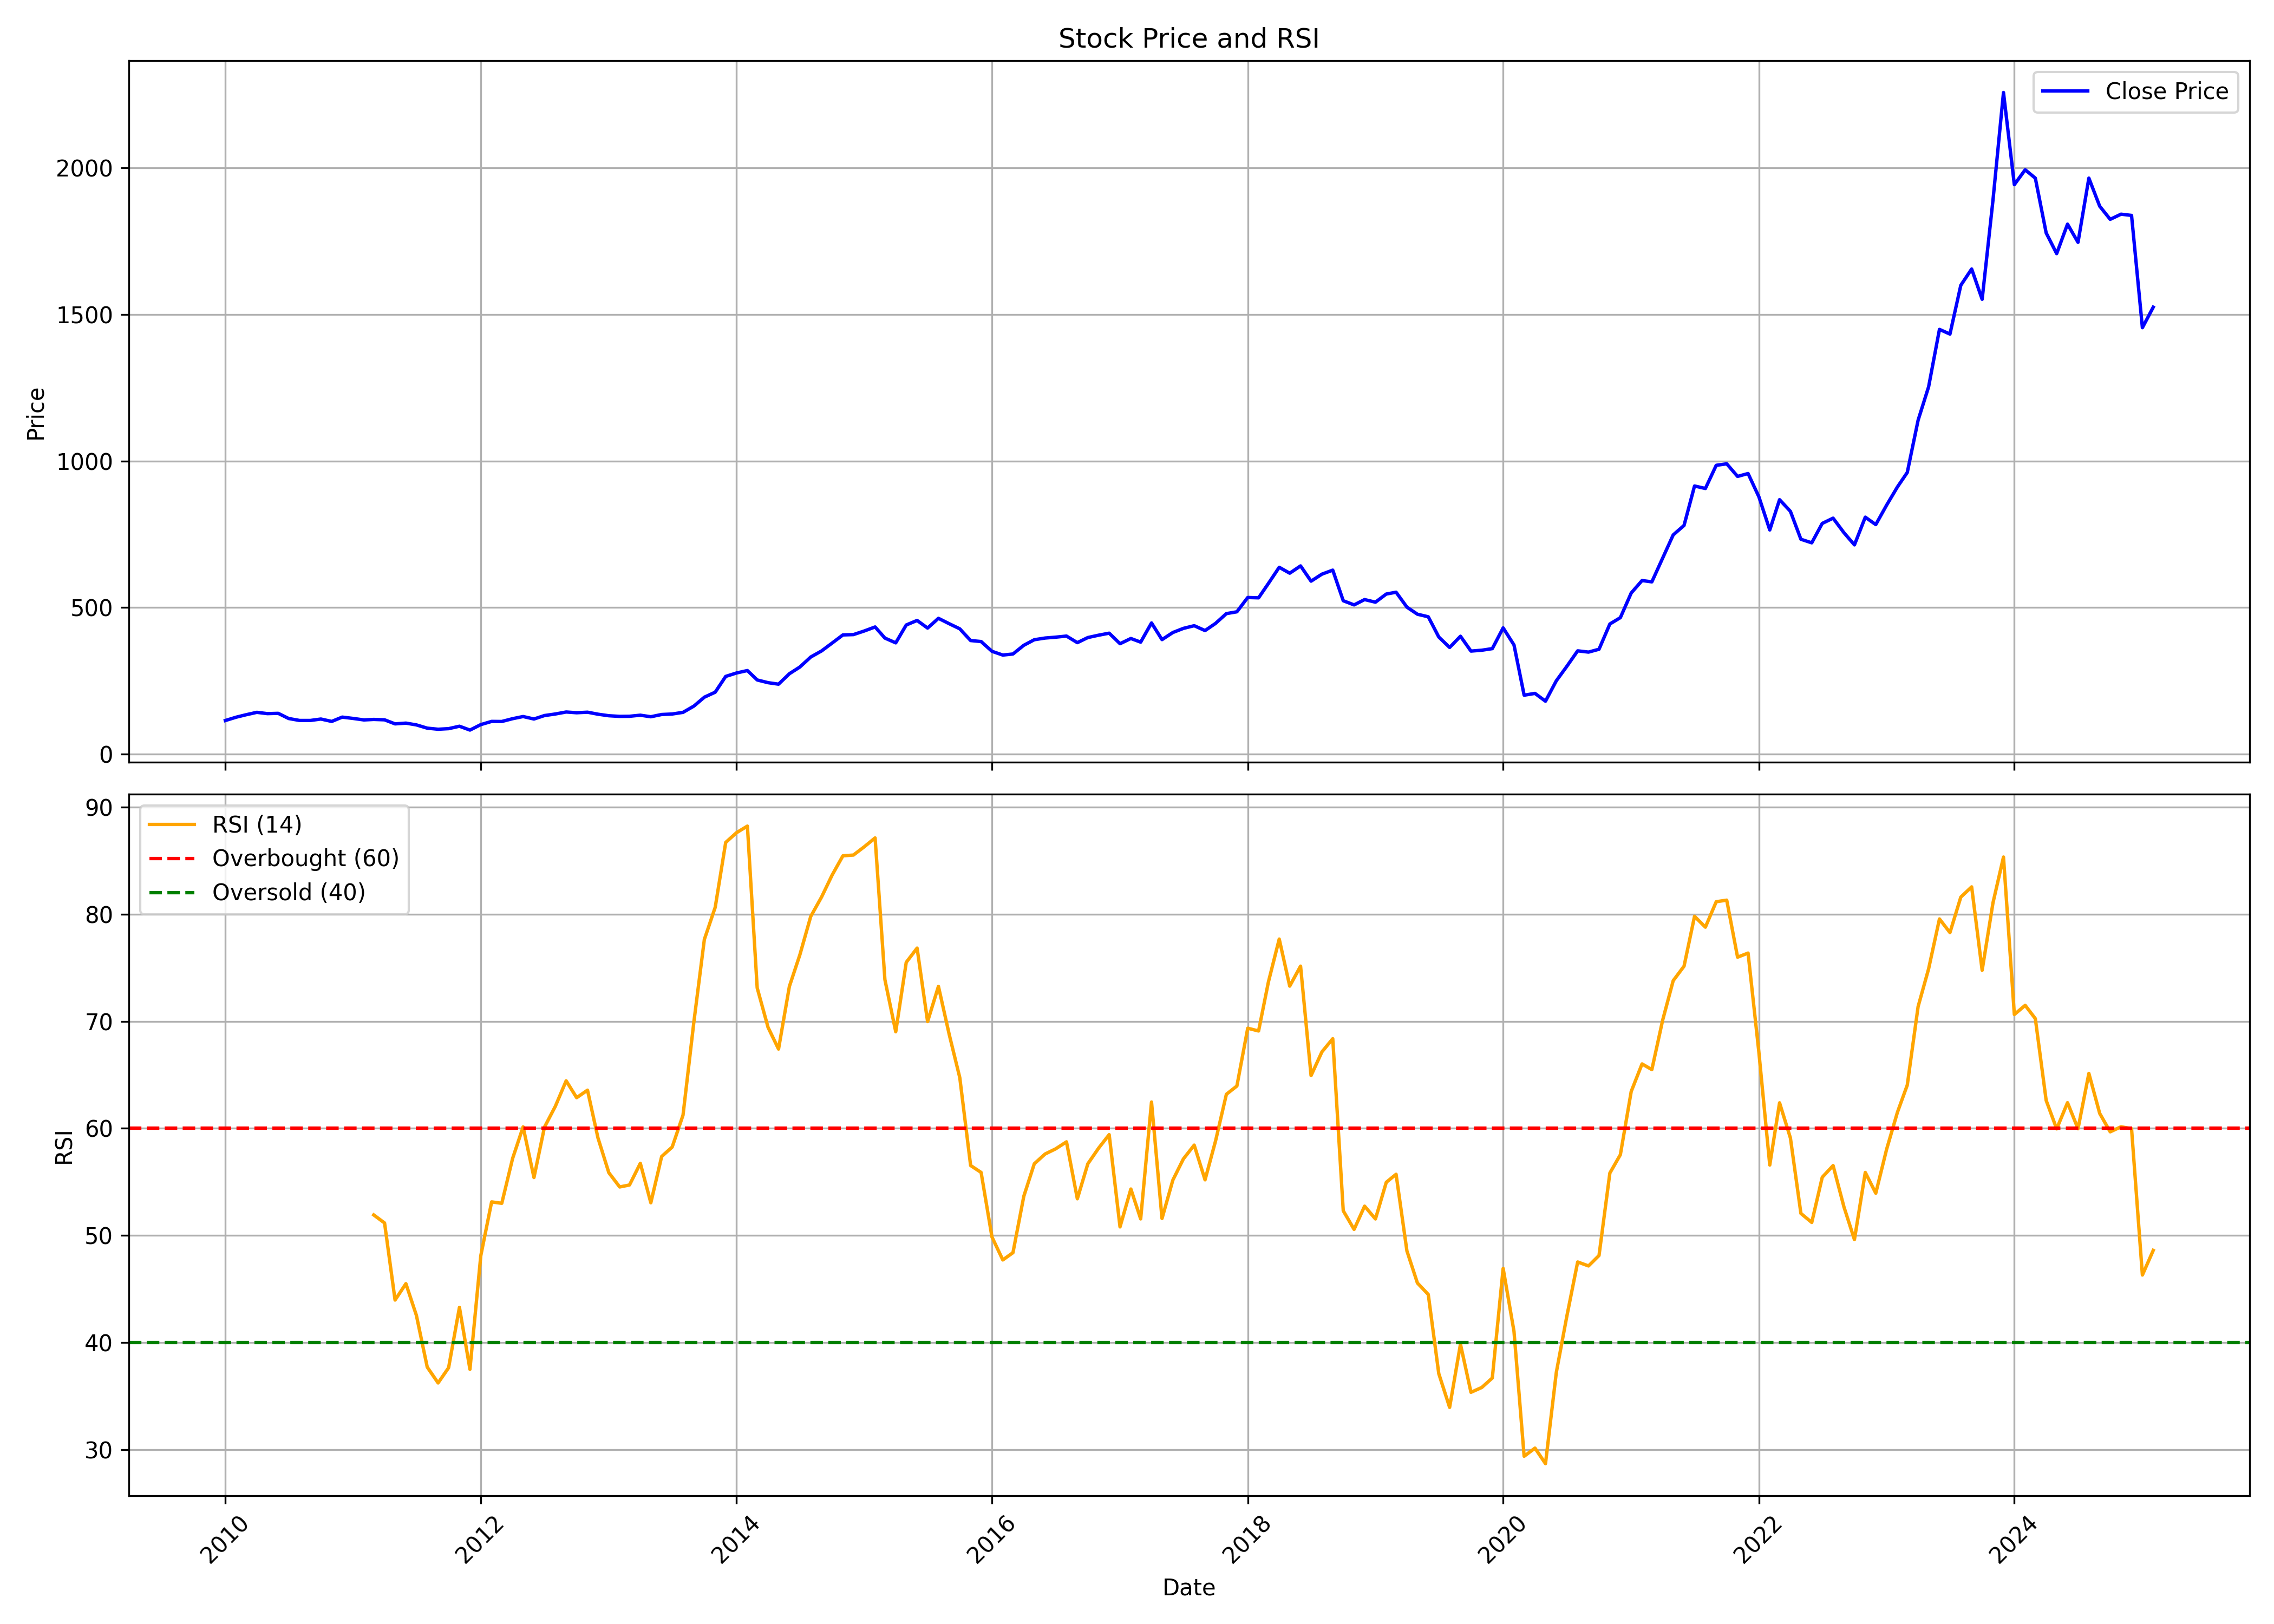 Stock Price and RSI
Close Price
Price
2000
1500
1000
500
0
RSI (14)
Overbought (60)
Oversold (40)
RSI
90
80
70
60
50
40
30
2010
2012
2014
2016
2018
2020
2022
2024
Date